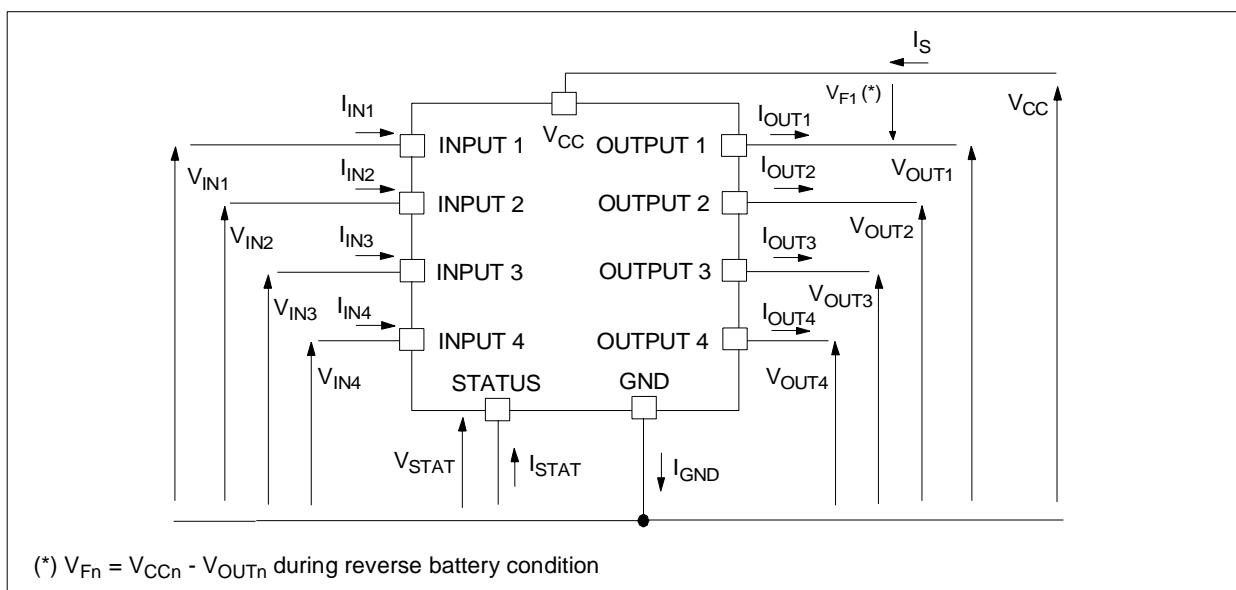 I_S
V_F1 (*)
V_CC
I_IN1
V_CC
I_OUT1
INPUT 1
OUTPUT 1
V_IN1
V_OUT1
I_IN2
I_OUT2
INPUT 2
OUTPUT 2
V_IN2
V_OUT2
I_IN3
I_OUT3
INPUT 3
OUTPUT 3
V_IN3
V_OUT3
I_IN4
I_OUT4
INPUT 4
OUTPUT 4
V_IN4
V_OUT4
STATUS
GND
V_STAT
I_STAT
I_GND
(*) V_Fn = V_CCn - V_OUTn during reverse battery condition